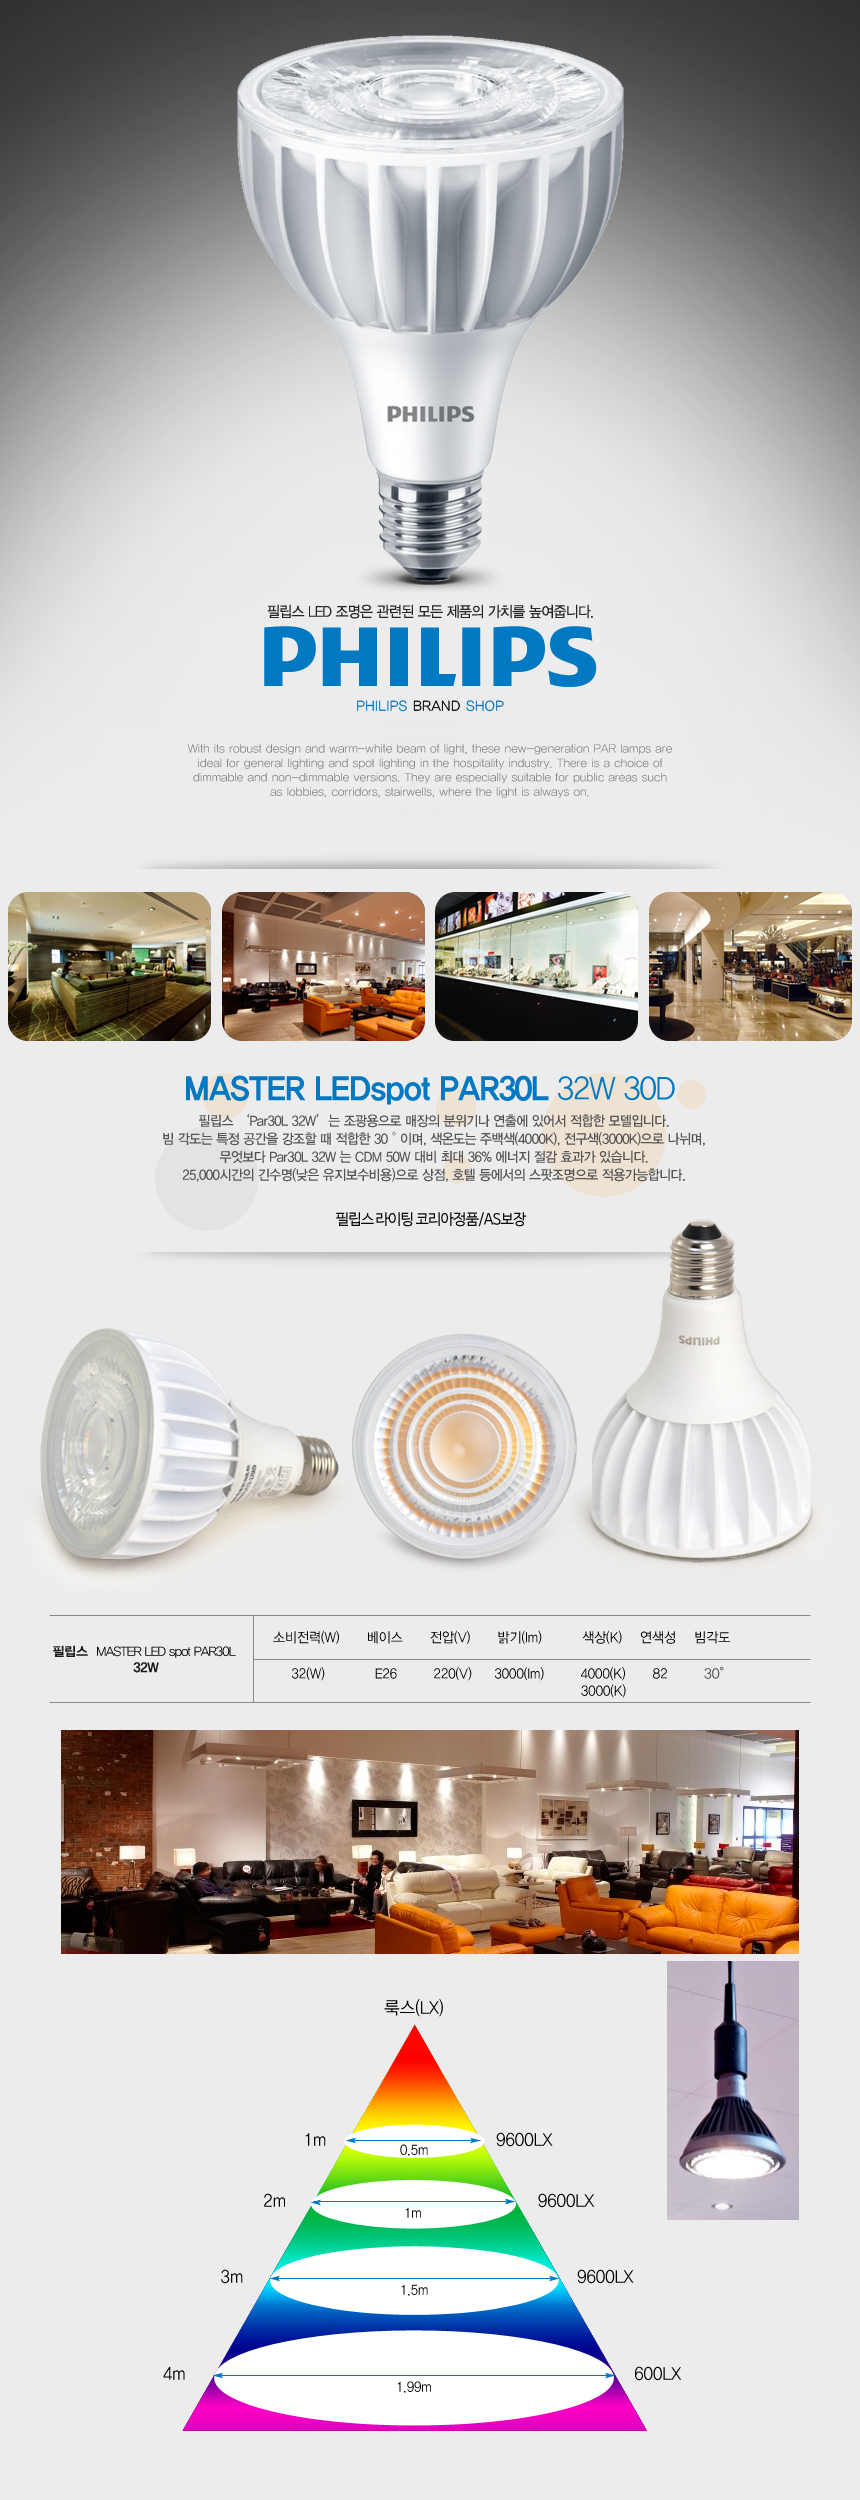 PHILIPS
필립스 LED 조명은 관련된 모든 제품의 가치를 높여줍니다.
PHILIPS
PHILIPS BRAND SHOP
With its robust design and warm-white beam of light, these new-generation PAR lamps are
ideal for general lighting and spot lighting in the hospitality industry. There is a choice of
dimmable and non-dimmable versions. They are especially suitable for public areas such
as lobbies, corridors, stairwells, where the light is always on.
MASTER LEDspot PAR30L 32W 30D
필립스 ‘Par30L 32W’는 조광용으로 매장의 분위기나 연출에 있어서 적합한 모델입니다.
빔 각도는 특정 공간을 강조할 때 적합한 30˚이며, 색온도는 주백색(4000K), 전구색(3000K)으로 나뉘며,
무엇보다 Par30L 32W 는 CDM 50W 대비 최대 36% 에너지 절감 효과가 있습니다.
25,000시간의 긴수명(낮은 유지보수비용)으로 상점, 호텔 등에서의 스팟조명으로 적용가능합니다.
필립스 라이팅 코리아정품/AS보장
PHILIPS
필립스 MASTER LED spot PAR30L
32W
소비전력(W) 베이스 전압(V) 밝기(lm) 색상(K) 연색성 빔각도
32(W) E26 220(V) 3000(lm) 4000(K) 82 30˚
3000(K)
룩스(LX)
1m 0.5m 9600LX
2m 1m 9600LX
3m 1.5m 9600LX
4m 1.99m 600LX